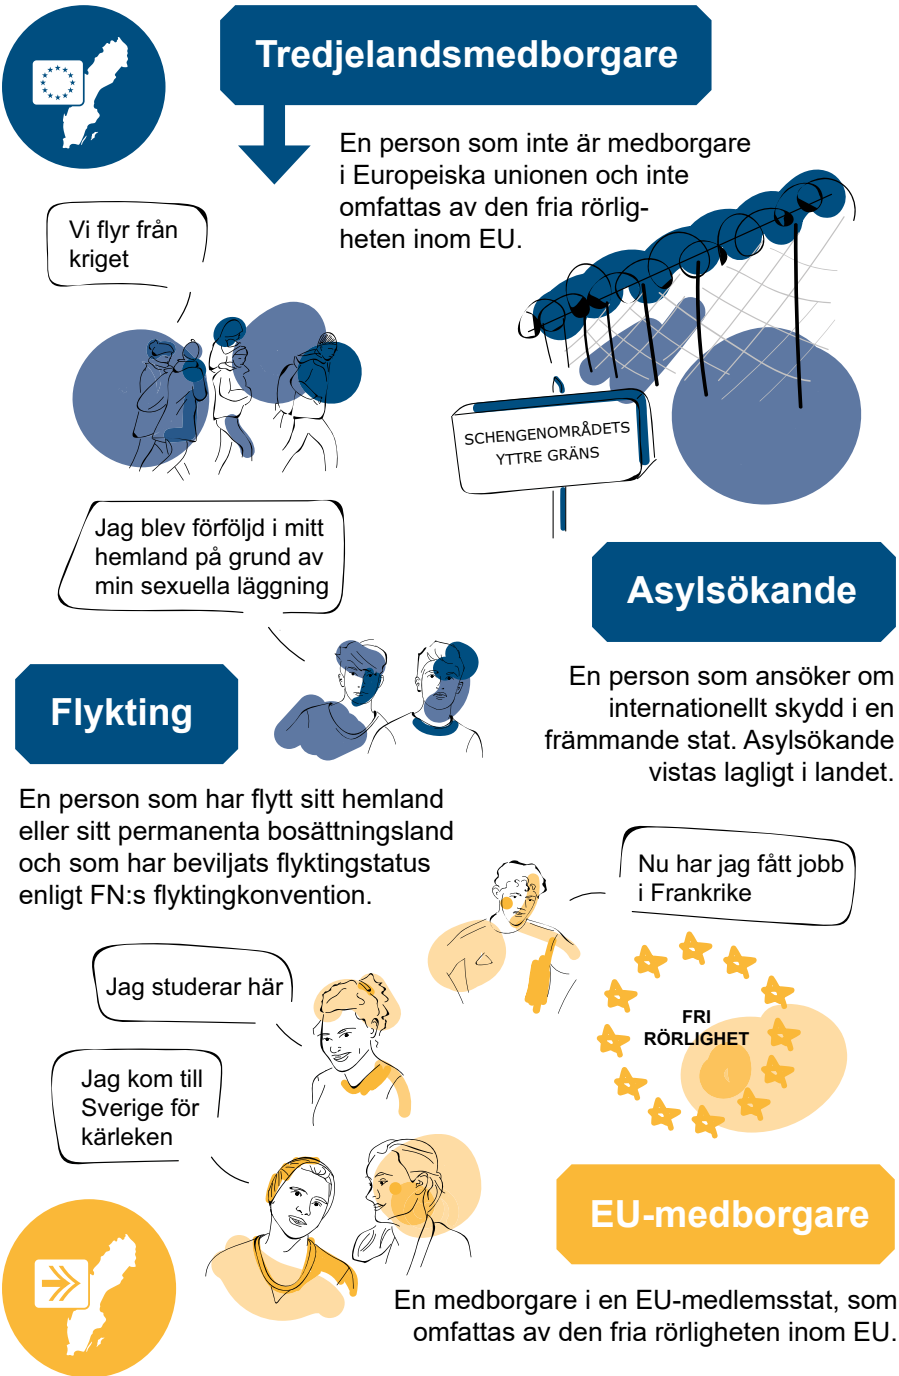 Tredjelandsmedborgare
En person som inte är medborgare
i Europeiska unionen och inte
omfattas av den fria rörlig-
heten inom EU.
Vi flyr från
kriget
SCHENGENOMRÅDETS
YTTRE GRÄNS
Jag blev förföljd i mitt
hemland på grund av
min sexuella läggning
Asylsökande
En person som ansöker om
internationellt skydd i en
främmande stat. Asylsökande
vistas lagligt i landet.
Flykting
En person som har flytt sitt hemland
eller sitt permanenta bosättningsland
och som har beviljats flyktingstatus
enligt FN:s flyktingkonvention.
Nu har jag fått jobb
i Frankrike
Jag studerar här
FRI
RÖRLIGHET
Jag kom till
Sverige för
kärleken
EU-medborgare
En medborgare i en EU-medlemsstat, som
omfattas av den fria rörligheten inom EU.